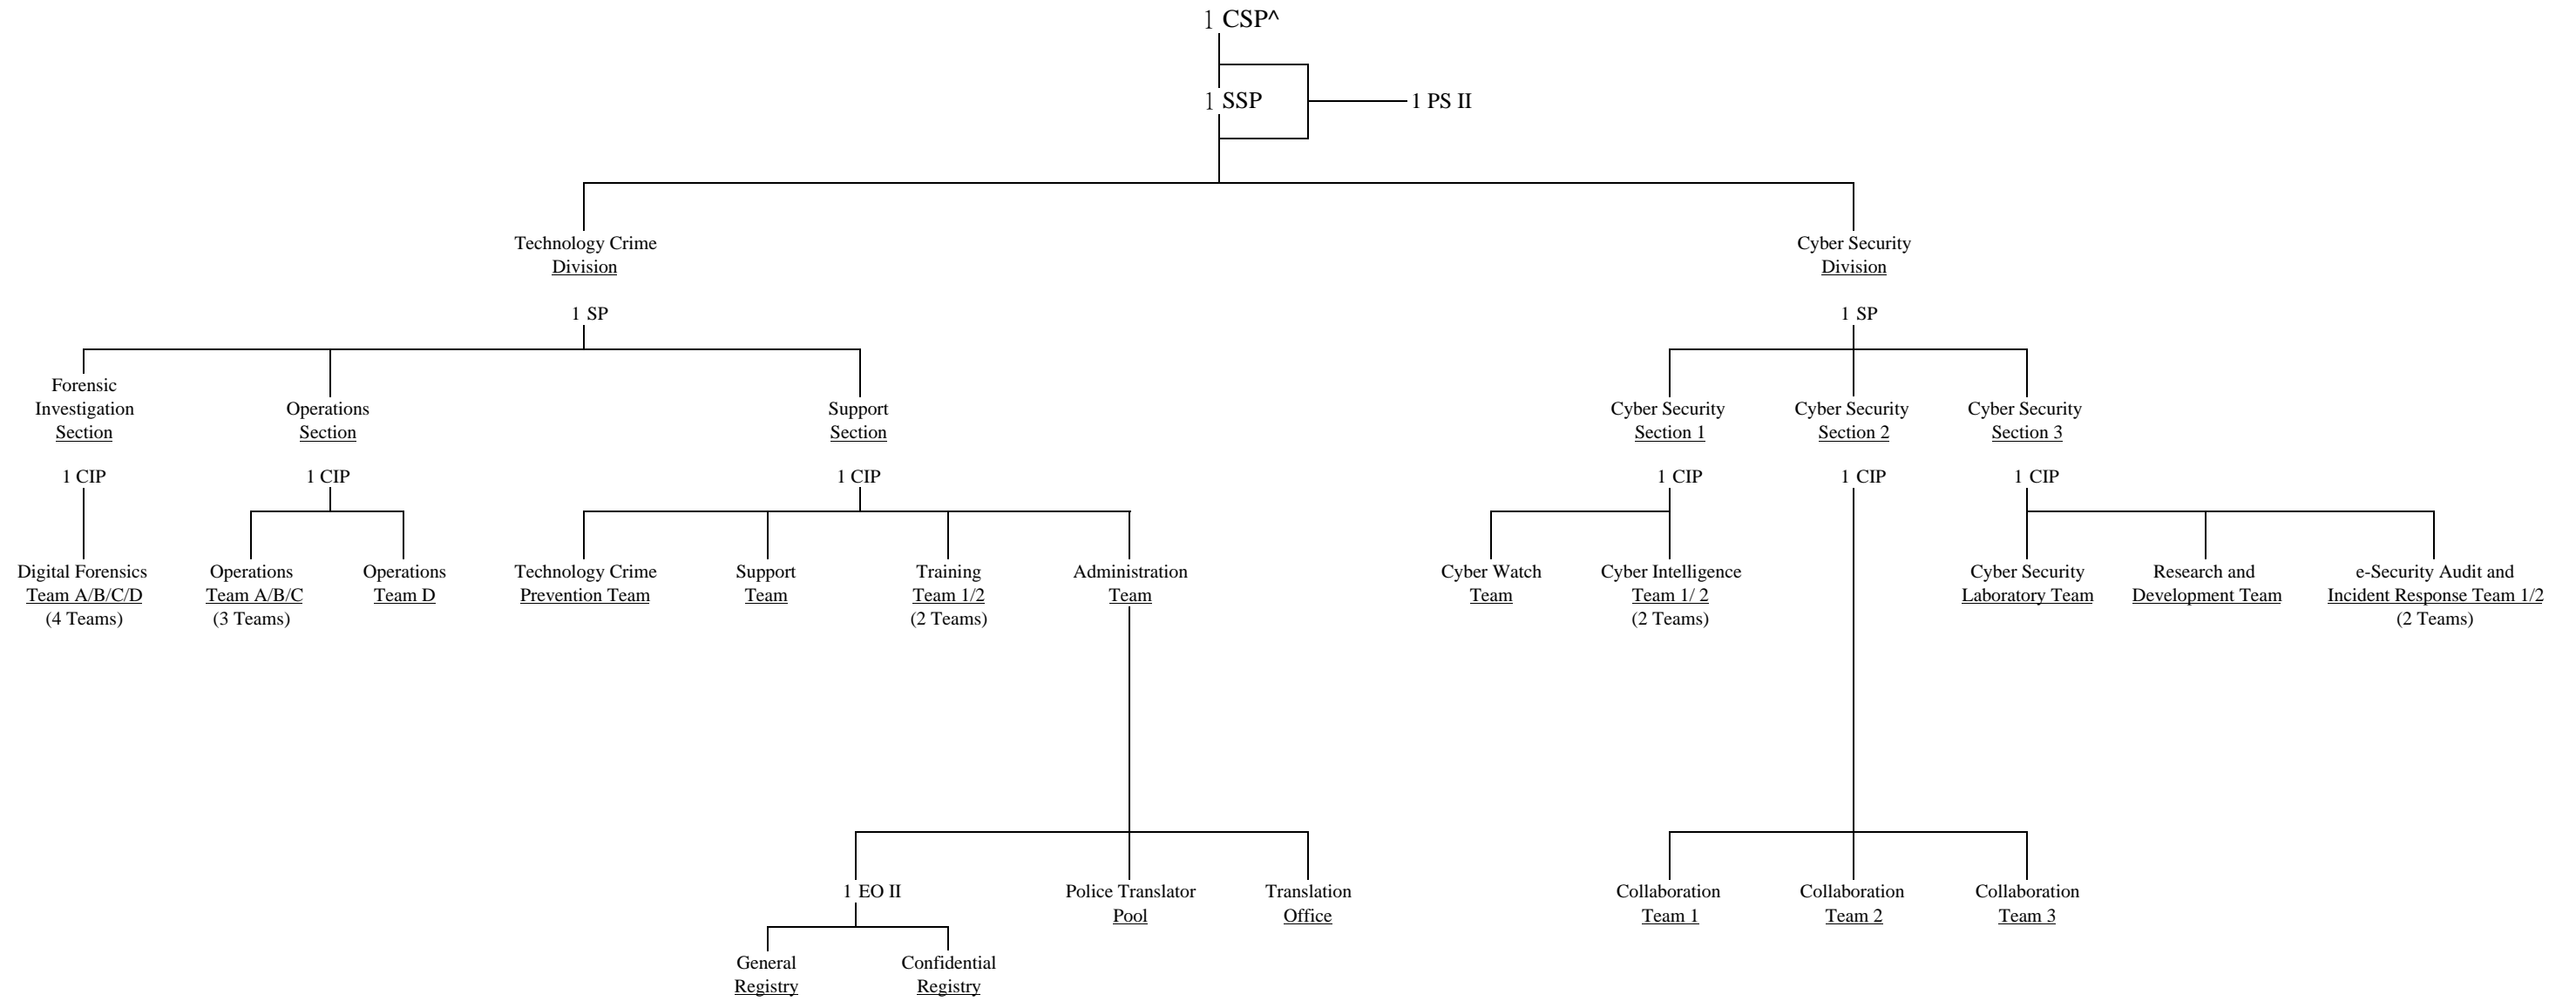 1 CSP^
1 SSP
1 PS II
Technology Crime
Division
Cyber Security
Division
1 SP
1 SP
Forensic
Investigation
Section
Operations
Section
Support
Section
Cyber Security
Section 1
Cyber Security
Section 2
Cyber Security
Section 3
1 CIP
1 CIP
1 CIP
1 CIP
1 CIP
1 CIP
Digital Forensics
Team A/B/C/D
(4 Teams)
Operations
Team A/B/C
(3 Teams)
Operations
Team D
Technology Crime
Prevention Team
Support
Team
Training
Team 1/2
(2 Teams)
Administration
Team
Cyber Watch
Team
Cyber Intelligence
Team 1/ 2
(2 Teams)
Cyber Security
Laboratory Team
Research and
Development Team
e-Security Audit and
Incident Response Team 1/2
(2 Teams)
1 EO II
Police Translator
Pool
Translation
Office
Collaboration
Team 1
Collaboration
Team 2
Collaboration
Team 3
General
Registry
Confidential
Registry